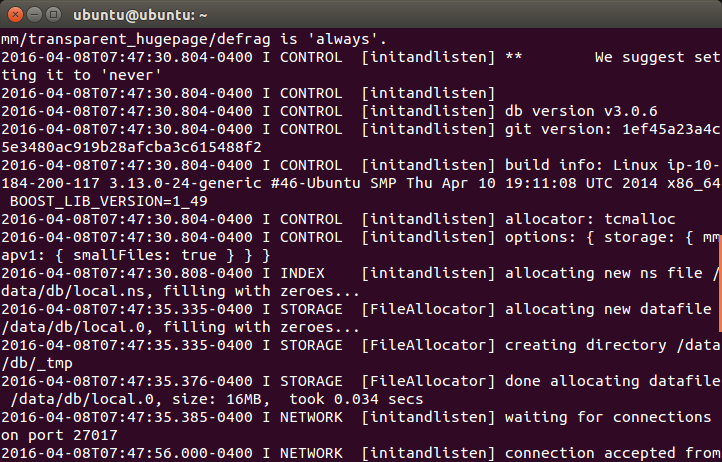 ubuntu@ubuntu: ~
mm/transparent_hugepage/defrag is 'always'.
2016-04-08T07:47:30.804-0400 I CONTROL  [initandlisten] **        We suggest set
ting it to 'never'
2016-04-08T07:47:30.804-0400 I CONTROL  [initandlisten]
2016-04-08T07:47:30.804-0400 I CONTROL  [initandlisten] db version v3.0.6
2016-04-08T07:47:30.804-0400 I CONTROL  [initandlisten] git version: 1ef45a23a4c
5e3480ac919b28afcba3c615488f2
2016-04-08T07:47:30.804-0400 I CONTROL  [initandlisten] build info: Linux ip-10-
184-200-117 3.13.0-24-generic #46-Ubuntu SMP Thu Apr 10 19:11:08 UTC 2014 x86_64
 BOOST_LIB_VERSION=1_49
2016-04-08T07:47:30.804-0400 I CONTROL  [initandlisten] allocator: tcmalloc
2016-04-08T07:47:30.804-0400 I CONTROL  [initandlisten] options: { storage: { mm
apv1: { smallFiles: true } } }
2016-04-08T07:47:30.808-0400 I INDEX    [initandlisten] allocating new ns file /
data/db/local.ns, filling with zeroes...
2016-04-08T07:47:35.335-0400 I STORAGE  [FileAllocator] allocating new datafile
/data/db/local.0, filling with zeroes...
2016-04-08T07:47:35.335-0400 I STORAGE  [FileAllocator] creating directory /data
/db/_tmp
2016-04-08T07:47:35.376-0400 I STORAGE  [FileAllocator] done allocating datafile
 /data/db/local.0, size: 16MB,  took 0.034 secs
2016-04-08T07:47:35.385-0400 I NETWORK  [initandlisten] waiting for connections
on port 27017
2016-04-08T07:47:56.000-0400 I NETWORK  [initandlisten] connection accepted from